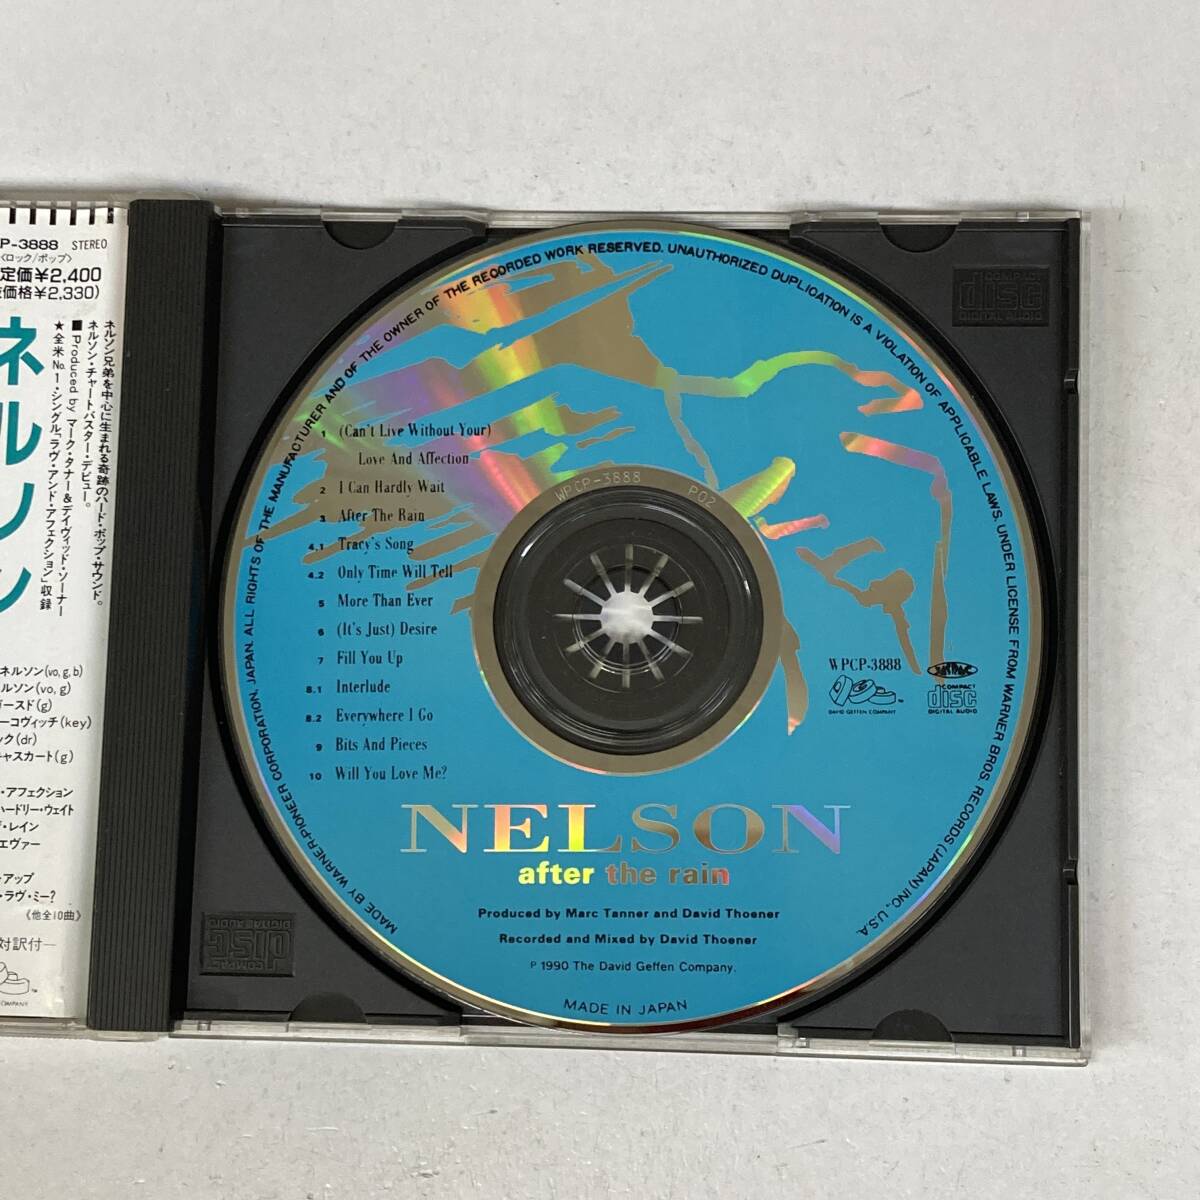 P-3888 STEREO
〈ロック/ポップ〉
定価¥2,400
価格¥2,330)
ネルソン
ネルソン兄弟を中心に生まれる奇跡のハード・ポップ・サウンド。
ネルソン・チャートバスター・デビュー。
■Produced by マーク・タナー&デイヴィッド・ソーナー
★全米No.1・シングル「ラヴ・アンド・アフェクション」収録
ネルソン(vo, g, b)
ルソン(vo, g)
ースド(g)
ーコヴィッチ(key)
ック(dr)
キャスカート(g)
・アフェクション
ハードリー・ウェイト
・レイン
エヴァー
・アップ
・ラヴ・ミー?
《他全10曲》
対訳付—
COMPANY
MADE BY WARNER-PIONEER CORPORATION, JAPAN. ALL RIGHTS OF THE MANUFACTURER AND OF THE OWNER OF THE RECORDED WORK RESERVED. UNAUTHORIZED DUPLICATION IS A VIOLATION OF APPLICABLE LAWS. UNDER LICENSE FROM WARNER BROS. RECORDS (JAPAN) INC., U.S.A.
1 (Can't Live Without Your)
Love And Affection
2 I Can Hardly Wait
3 After The Rain
4.1 Tracy's Song
4.2 Only Time Will Tell
5 More Than Ever
6 (It's Just) Desire
7 Fill You Up
8.1 Interlude
8.2 Everywhere I Go
9 Bits And Pieces
10 Will You Love Me?
WPCP-3888 PO2
WPCP-3888
JASRAC
DAVID GEFFEN COMPANY
COMPACT
disc
DIGITAL AUDIO
NELSON
after the rain
Produced by Marc Tanner and David Thoener
Recorded and Mixed by David Thoener
℗ 1990 The David Geffen Company.
MADE IN JAPAN
COMPACT
disc
DIGITAL AUDIO
COMPACT
disc
DIGITAL AUDIO